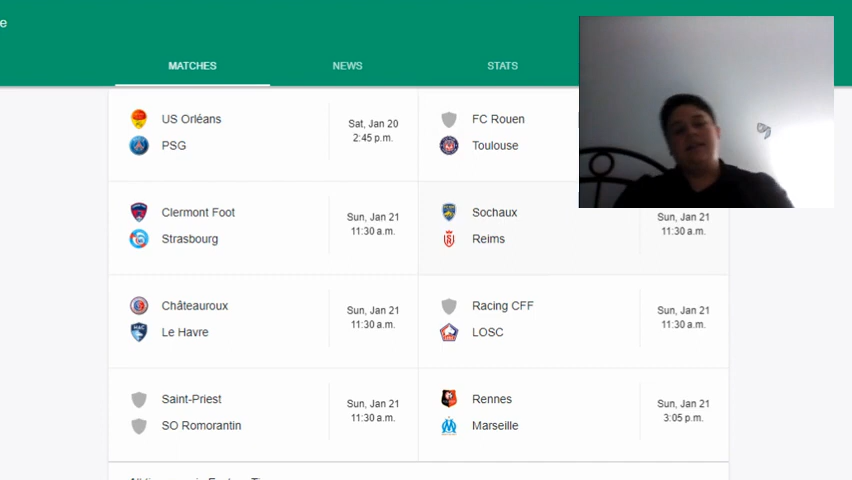 e
MATCHES
NEWS
STATS
US Orléans
PSG
Sat, Jan 20
2:45 p.m.
FC Rouen
Toulouse
Clermont Foot
Strasbourg
Sun, Jan 21
11:30 a.m.
Sochaux
Reims
Sun, Jan 21
11:30 a.m.
Châteauroux
Le Havre
Sun, Jan 21
11:30 a.m.
Racing CFF
LOSC
Sun, Jan 21
11:30 a.m.
Saint-Priest
SO Romorantin
Sun, Jan 21
11:30 a.m.
Rennes
Marseille
Sun, Jan 21
3:05 p.m.